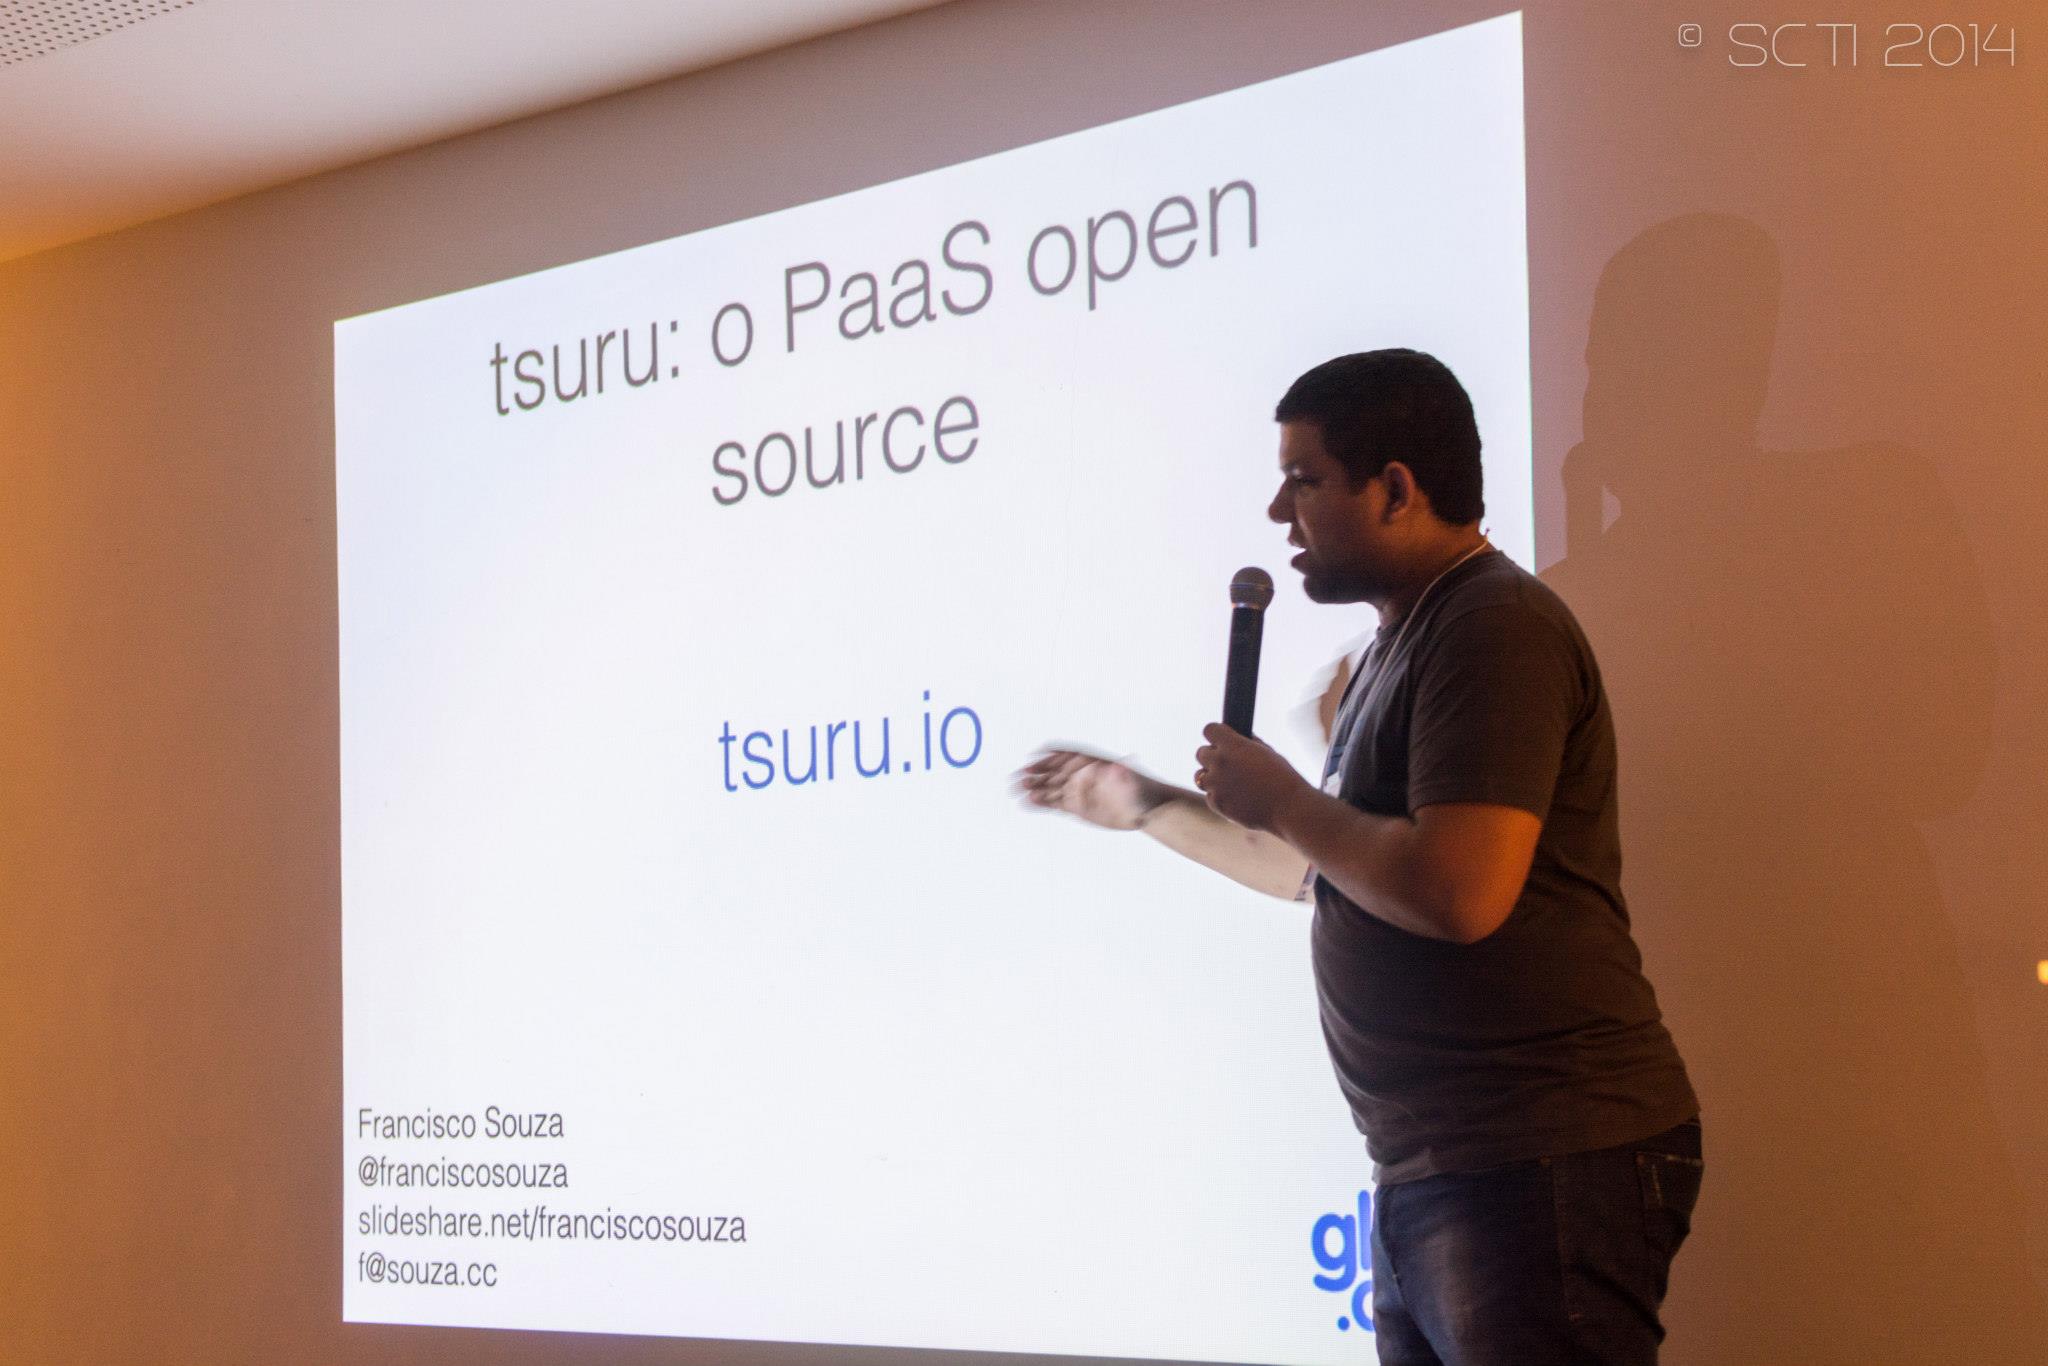 © SCTI 2014
tsuru: o PaaS open
source
tsuru.io
Francisco Souza
@franciscosouza
slideshare.net/franciscosouza
f@souza.cc